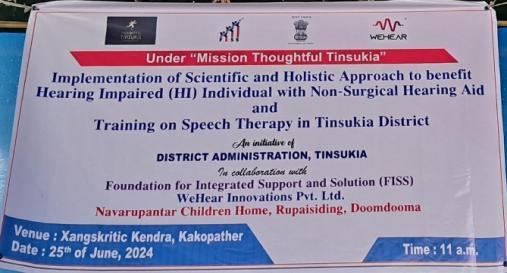 WEHEAR
Under "Mission Thoughtful Tinsukia"
Implementation of Scientific and Holistic Approach to benefit
Hearing Impaired (HI) Individual with Non-Surgical Hearing Aid
and
Training on Speech Therapy in Tinsukia District
An initiative of
DISTRICT ADMINISTRATION, TINSUKIA
In collaboration with
Foundation for Integrated Support and Solution (FISS)
WeHear Innovations Pvt. Ltd.
Navarupantar Children Home, Rupaisiding, Doomdooma
Venue : Xangskritic Kendra, Kakopather
Date : 25th of June, 2024
Time : 11 a.m.